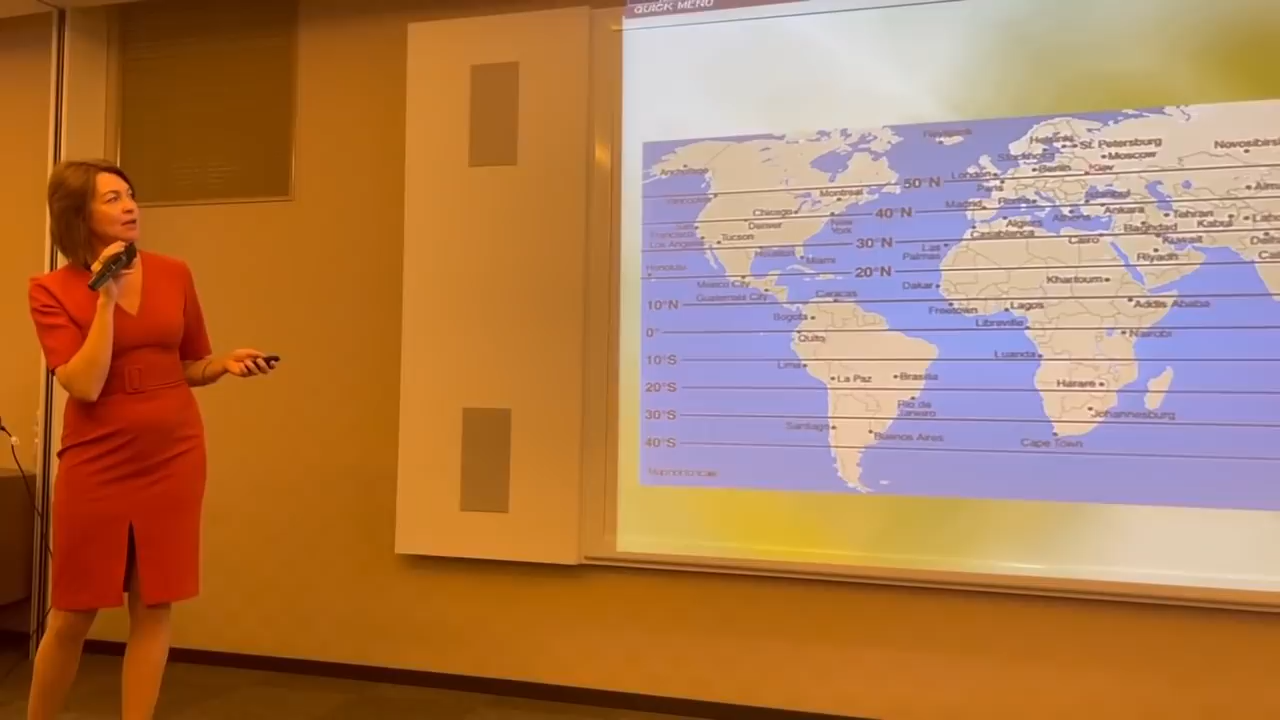 QUICK MENU
Reykjavik
Helsinki
St. Petersburg
Novosibirs
Stockholm
Moscow
Anchorage
London
Berlin
Kiev
50°N
Paris
Montreal
Vancouver
Madrid
Rome
Istanbul
Alma
Chicago
40°N
New
York
Athens
Ankara
Tehran
Denver
Algiers
Baghdad
Kabul
San
Francisco
Tucson
Casablanca
Los Angeles
30°N
Cairo
Kuwait
Houston
Miami
Las
Palmas
Riyadh
Honolulu
20°N
Mexico City
Dakar
Khartoum
Guatemala City
Caracas
10°N
Freetown
Lagos
Addis Ababa
Bogota
Libreville
0°
Quito
Nairobi
10°S
Lima
Luanda
La Paz
Brasilia
20°S
Harare
Rio de
Janeiro
30°S
Johannesburg
Santiago
Buenos Aires
40°S
Cape Town